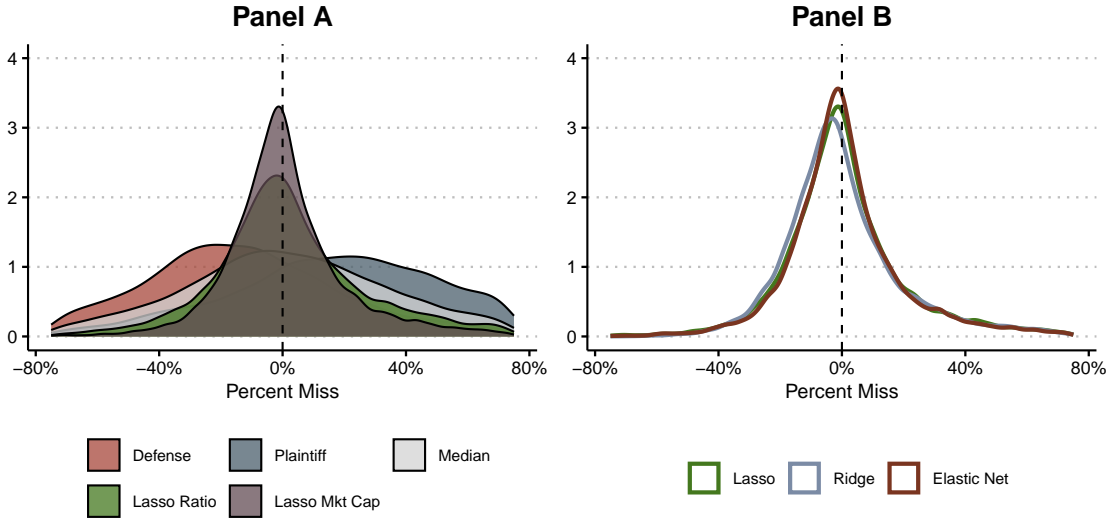 Panel A
4
3
2
1
0
−80%
−40%
0%
40%
80%
Percent Miss
Defense
Plaintiff
Median
Lasso Ratio
Lasso Mkt Cap
Panel B
4
3
2
1
0
−80%
−40%
0%
40%
80%
Percent Miss
Lasso
Ridge
Elastic Net